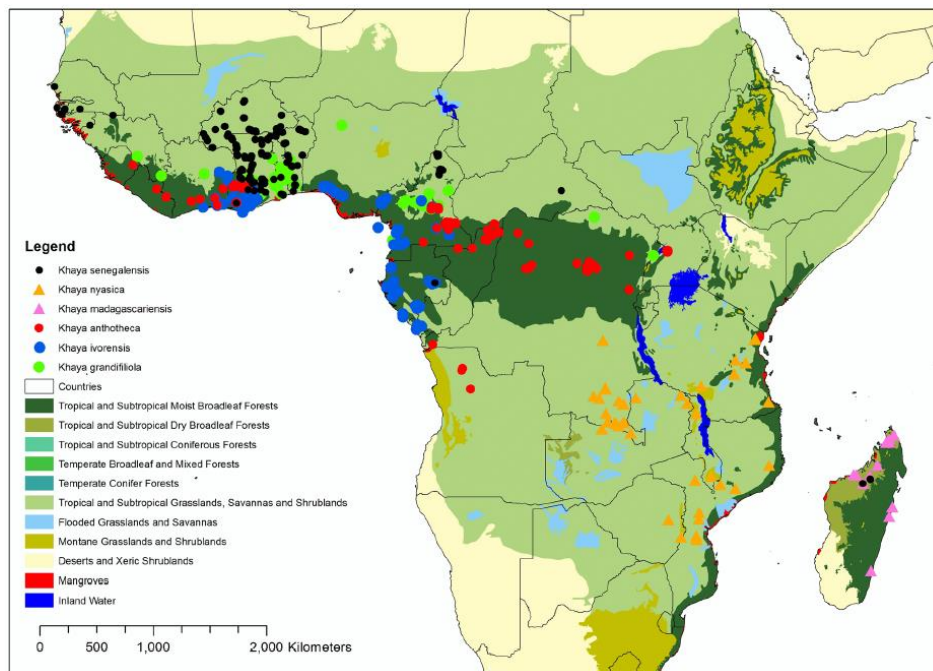 Legend
Khaya senegalensis
Khaya nyasica
Khaya madagascariensis
Khaya anthotheca
Khaya ivorensis
Khaya grandifiliola
Countries
Tropical and Subtropical Moist Broadleaf Forests
Tropical and Subtropical Dry Broadleaf Forests
Tropical and Subtropical Coniferous Forests
Temperate Broadleaf and Mixed Forests
Temperate Conifer Forests
Tropical and Subtropical Grasslands, Savannas and Shrublands
Flooded Grasslands and Savannas
Montane Grasslands and Shrublands
Deserts and Xeric Shrublands
Mangroves
Inland Water
0 500 1,000 2,000 Kilometers